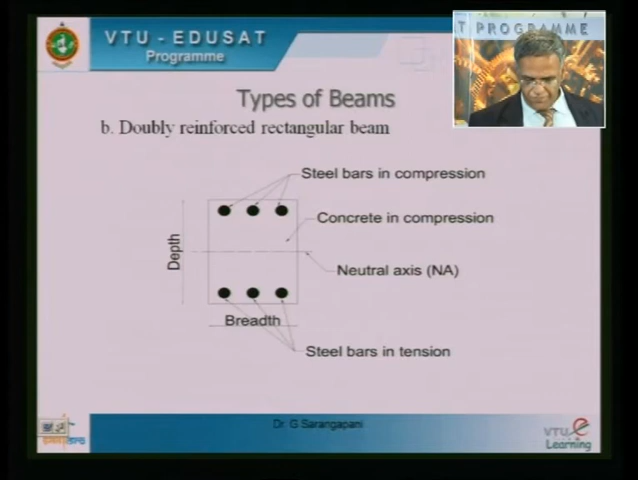 VTU - EDUSAT
Programme
T PROGRAMME
Types of Beams
b. Doubly reinforced rectangular beam
Steel bars in compression
Concrete in compression
Depth
Neutral axis (NA)
Breadth
Steel bars in tension
Dr. G Sarangapani
VTU e
Learning